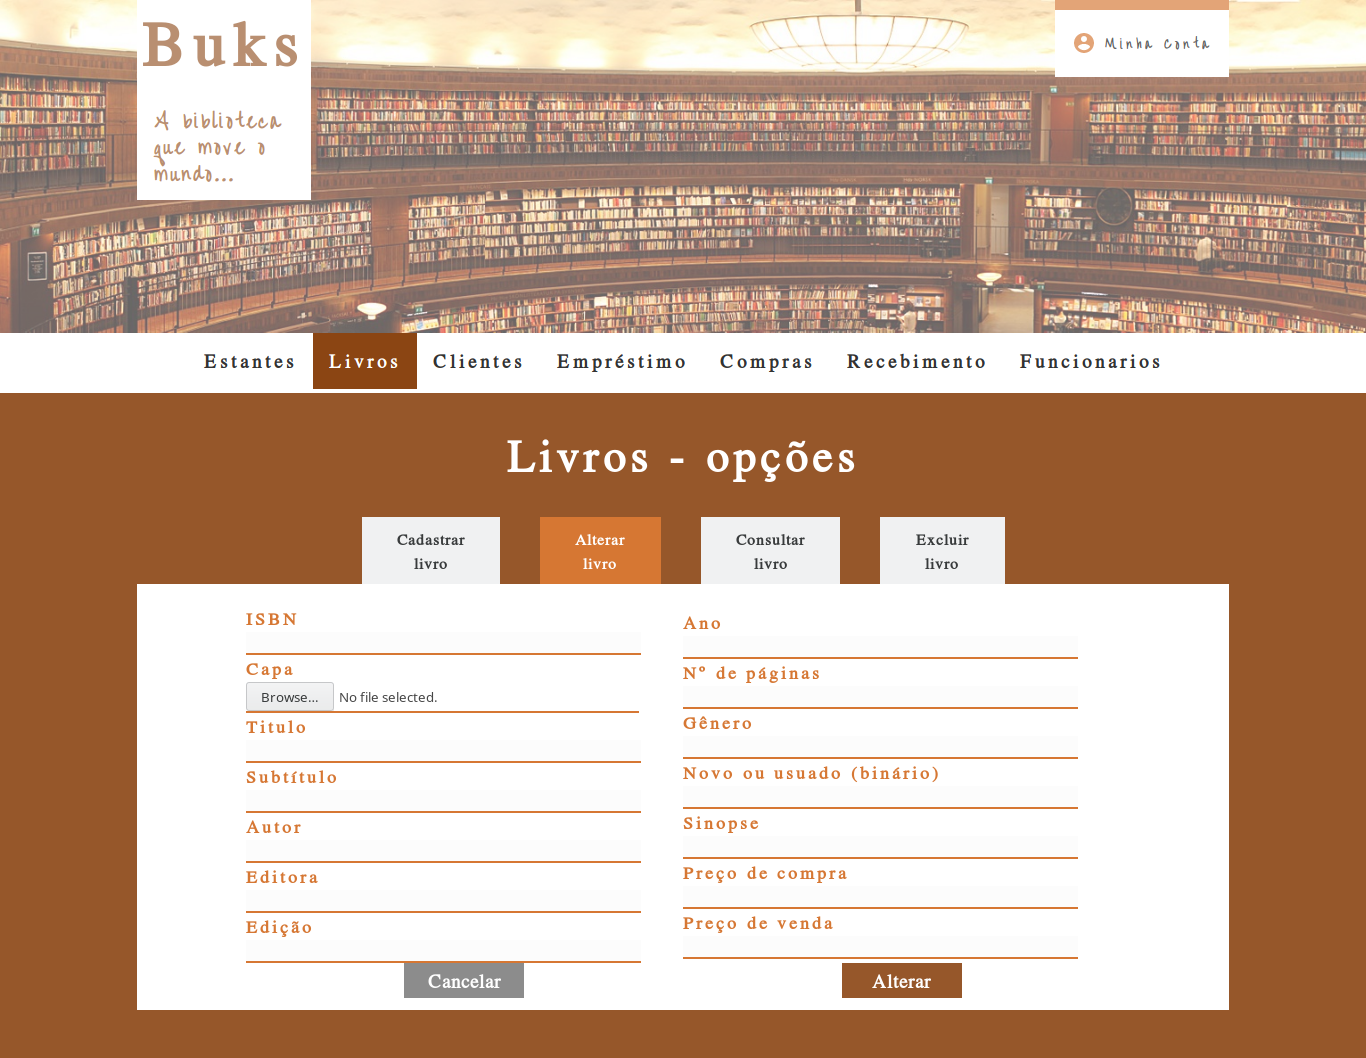 Buks
A biblioteca
que move o
mundo...
Minha conta
Estantes
Livros
Clientes
Empréstimo
Compras
Recebimento
Funcionarios
Livros - opções
Cadastrar
livro
Alterar
livro
Consultar
livro
Excluir
livro
ISBN
Capa
Browse... No file selected.
Titulo
Subtítulo
Autor
Editora
Edição
Cancelar
Ano
Nº de páginas
Gênero
Novo ou usuado (binário)
Sinopse
Preço de compra
Preço de venda
Alterar